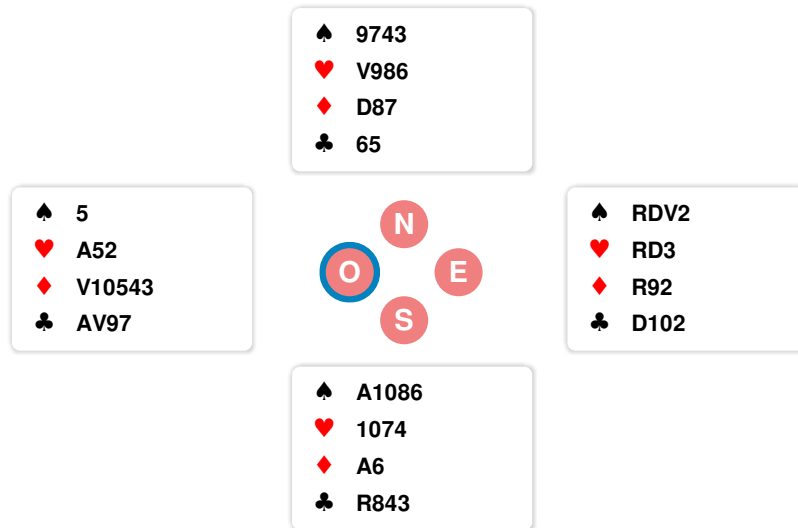 ♠ 9743
♥ V986
♦ D87
♣ 65
♠ 5
♥ A52
♦ V10543
♣ AV97
N
O E
S
♠ RDV2
♥ RD3
♦ R92
♣ D102
♠ A1086
♥ 1074
♦ A6
♣ R843